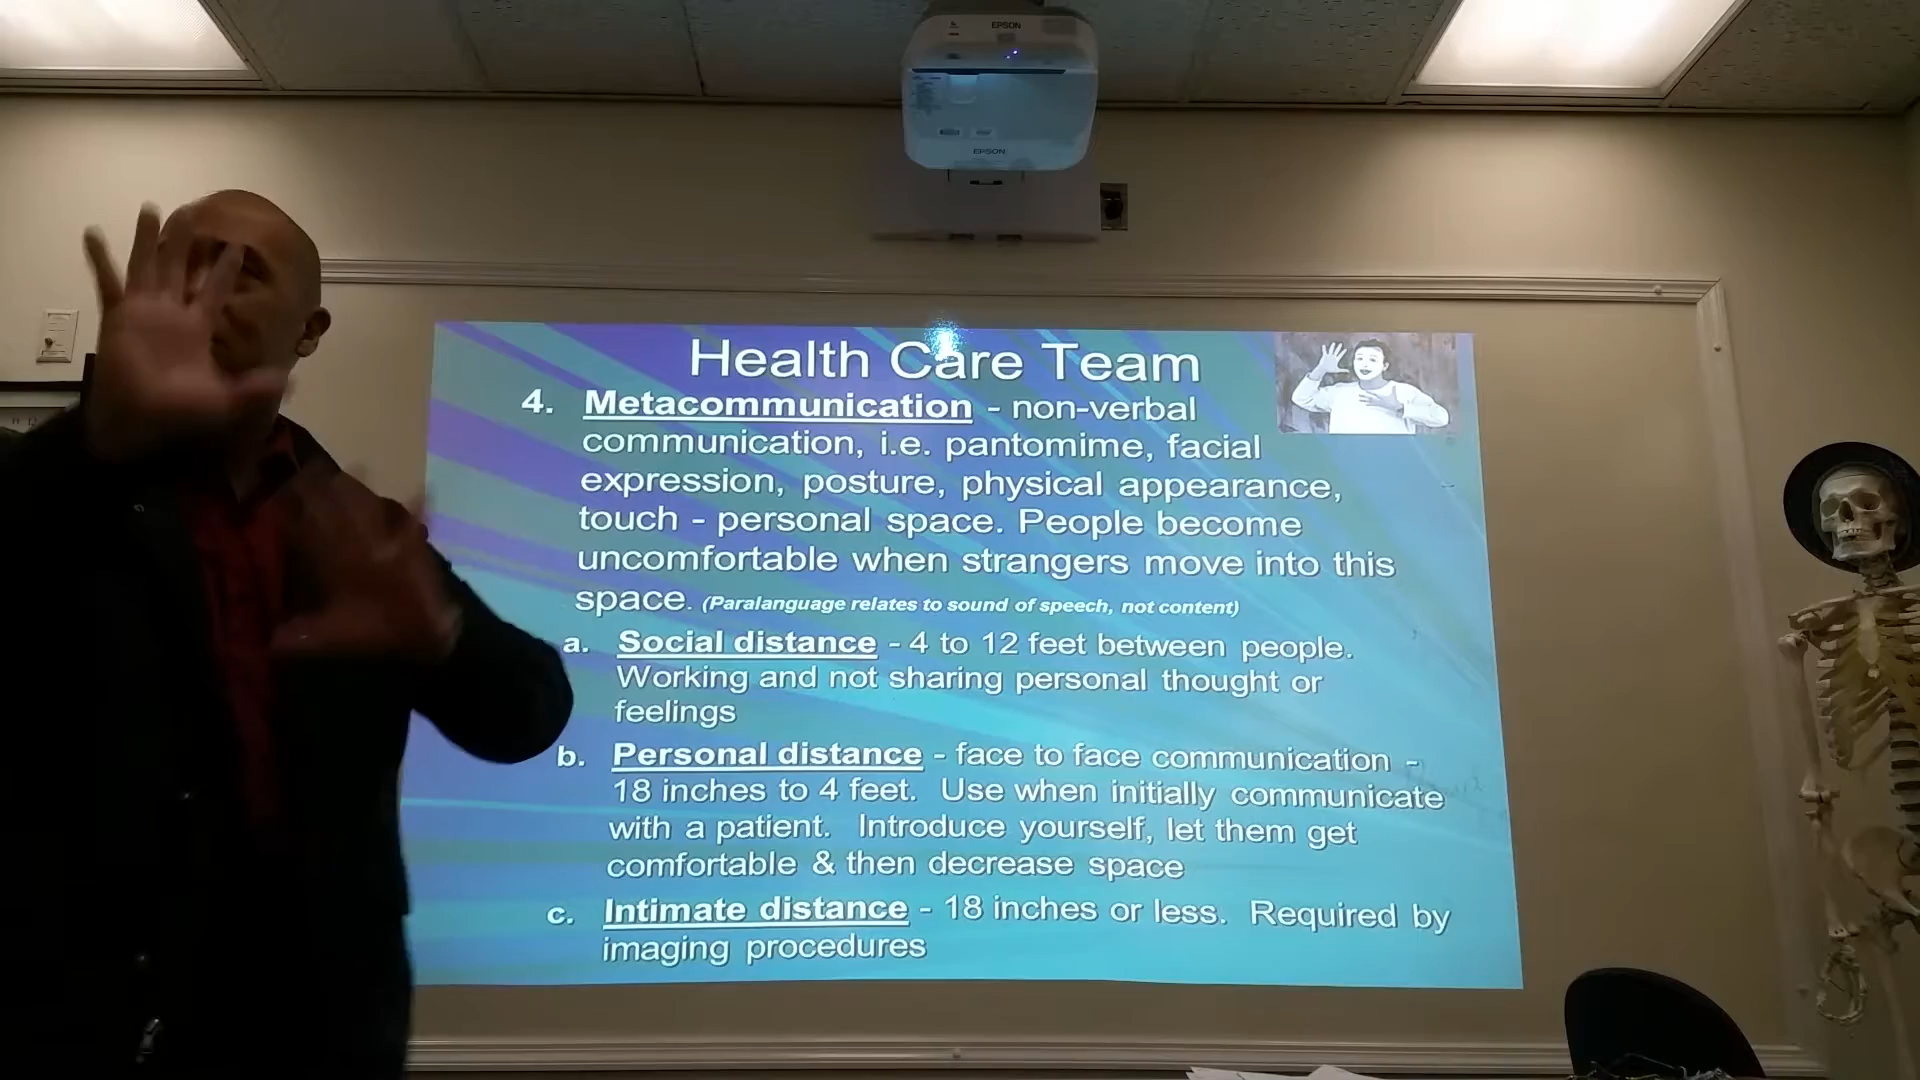 EPSON
EPSON
Health Care Team
4. Metacommunication - non-verbal
communication, i.e. pantomime, facial
expression, posture, physical appearance,
touch - personal space. People become
uncomfortable when strangers move into this
space. (Paralanguage relates to sound of speech, not content)
a. Social distance - 4 to 12 feet between people.
Working and not sharing personal thought or
feelings
b. Personal distance - face to face communication -
18 inches to 4 feet. Use when initially communicate
with a patient. Introduce yourself, let them get
comfortable & then decrease space
c. Intimate distance - 18 inches or less. Required by
imaging procedures